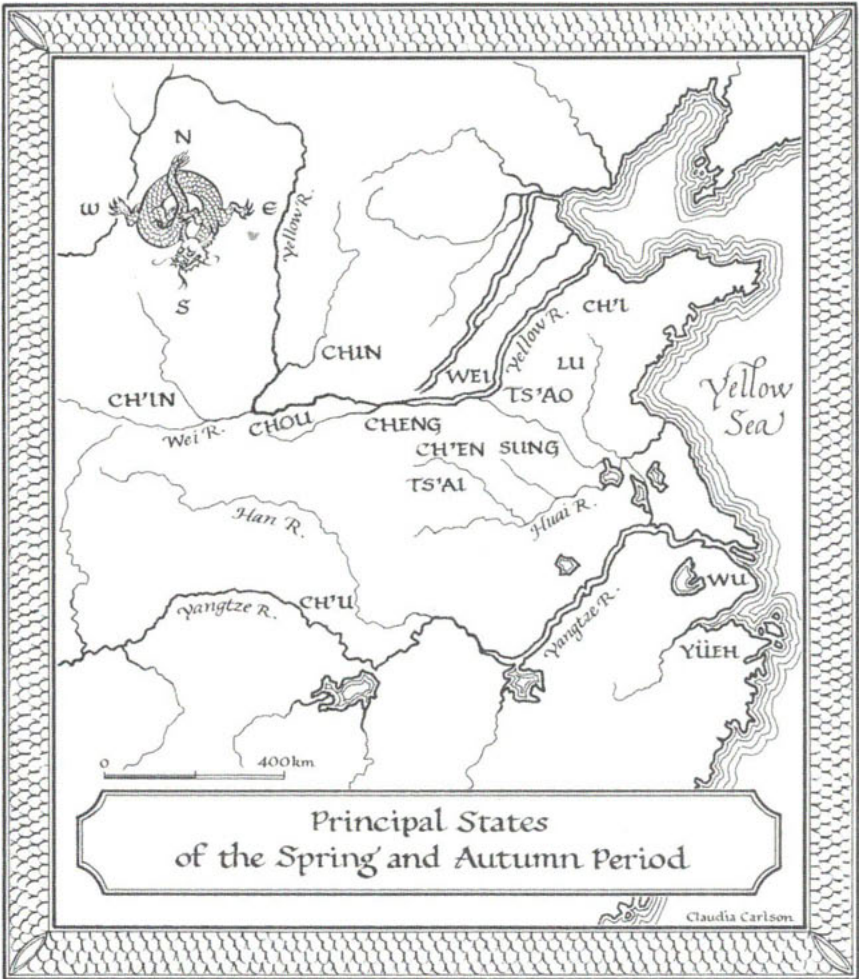 N
W
E
S
Yellow R.
CHIN
CH'IN
Wei R.
CHOU
CHENG
WEI
Yellow R.
CH'I
LU
TS'AO
Yellow
Sea
CH'EN
SUNG
TS'AI
Han R.
Huai R.
Yangtze R.
CH'U
Yangtze R.
WU
YÜEH
0
400km
Principal States
of the Spring and Autumn Period
Claudia Carlson